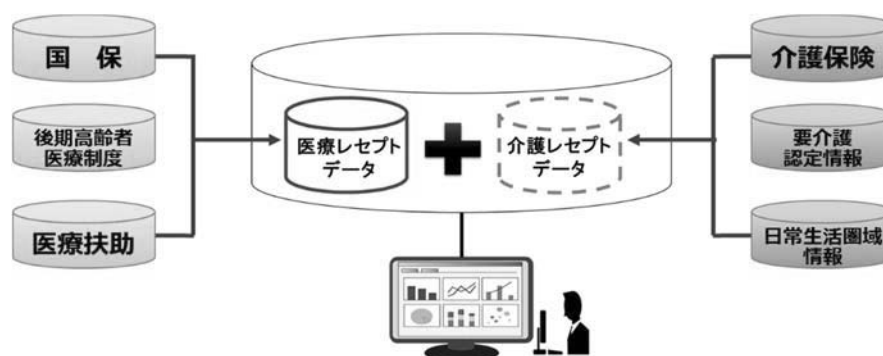 国 保
後期高齢者
医療制度
医療扶助
医療レセプト
データ
介護レセプト
データ
介護保険
要介護
認定情報
日常生活圏域
情報